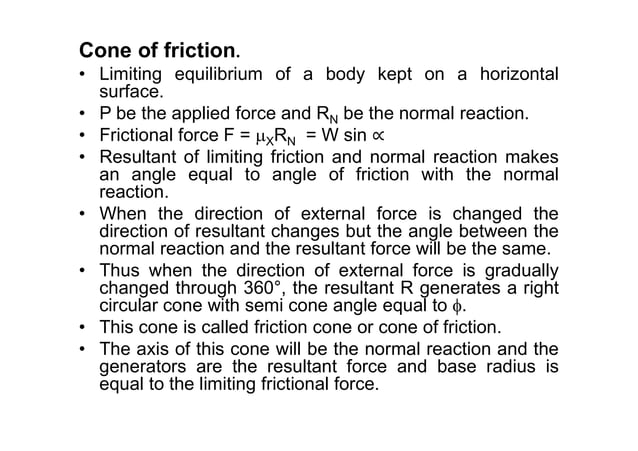 Cone of friction.
• Limiting equilibrium of a body kept on a horizontal
surface.
• P be the applied force and RN be the normal reaction.
• Frictional force F = μXRN = W sin ∝
• Resultant of limiting friction and normal reaction makes
an angle equal to angle of friction with the normal
reaction.
• When the direction of external force is changed the
direction of resultant changes but the angle between the
normal reaction and the resultant force will be the same.
• Thus when the direction of external force is gradually
changed through 360°, the resultant R generates a right
circular cone with semi cone angle equal to ϕ.
• This cone is called friction cone or cone of friction.
• The axis of this cone will be the normal reaction and the
generators are the resultant force and base radius is
equal to the limiting frictional force.